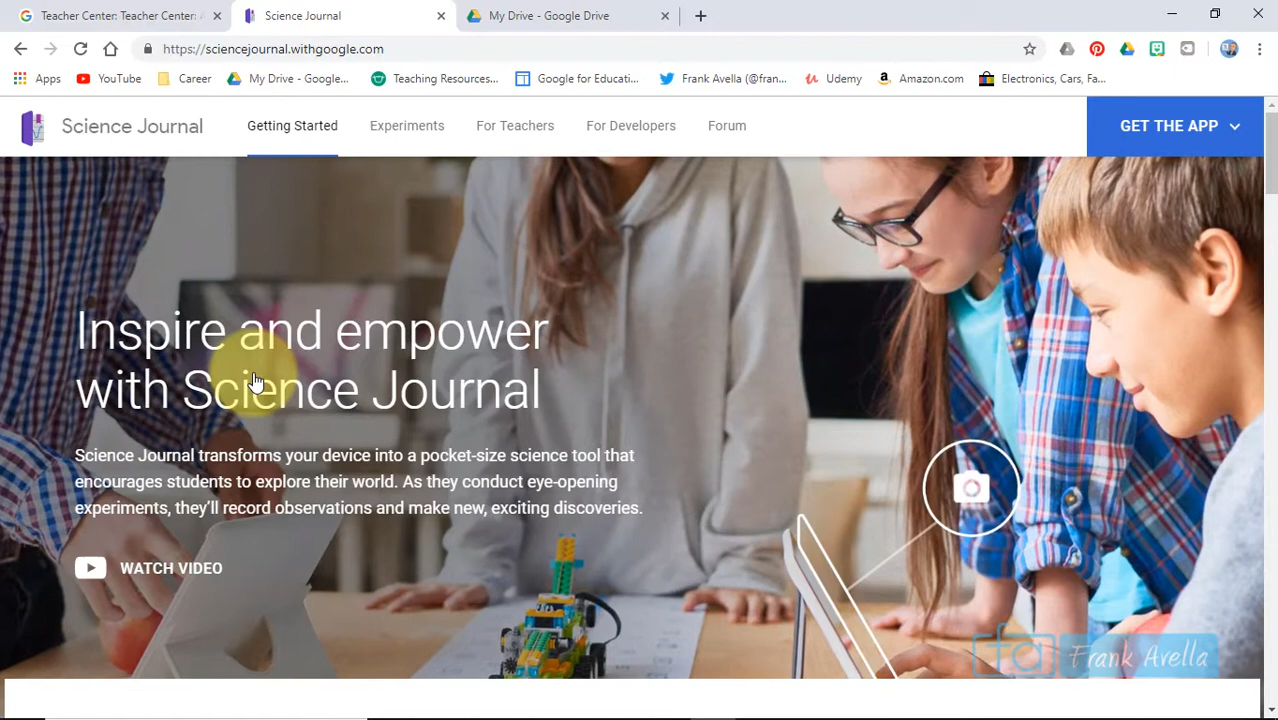 Teacher Center: Teacher Center: A
Science Journal
My Drive - Google Drive
https://sciencejournal.withgoogle.com
Apps
YouTube
Career
My Drive - Google...
Teaching Resources...
Google for Educati...
Frank Avella (@fran...
Udemy
Amazon.com
Electronics, Cars, Fa...
Science Journal
Getting Started
Experiments
For Teachers
For Developers
Forum
GET THE APP
Inspire and empower
with Science Journal
Science Journal transforms your device into a pocket-size science tool that
encourages students to explore their world. As they conduct eye-opening
experiments, they'll record observations and make new, exciting discoveries.
WATCH VIDEO
fa Frank Avella